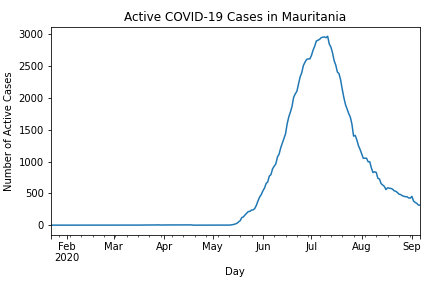 Active COVID-19 Cases in Mauritania
Number of Active Cases
3000
2500
2000
1500
1000
500
0
Feb Mar Apr May Jun Jul Aug Sep
2020
Day